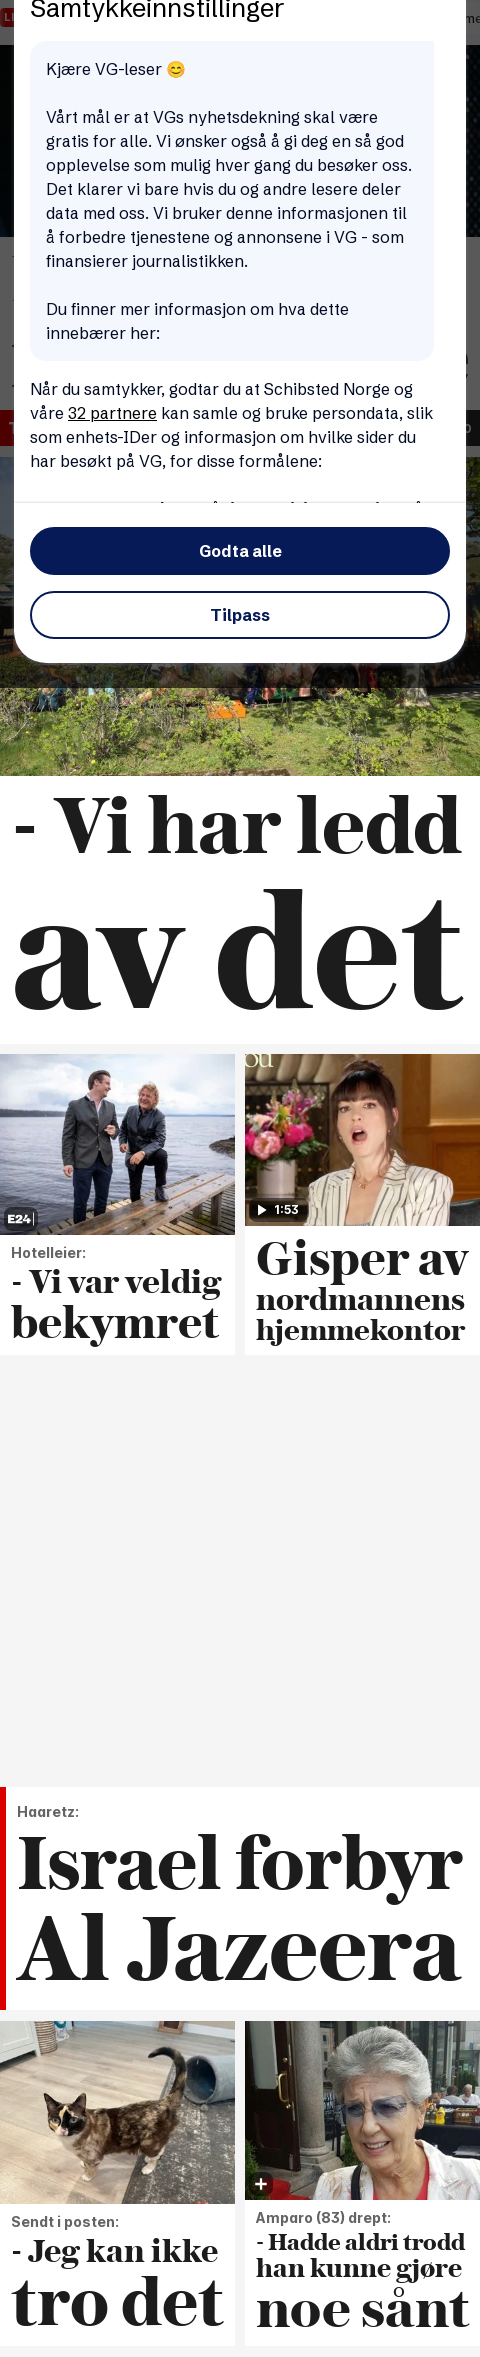 Samtykkeinnstillinger
Kjære VG-leser 😊
Vårt mål er at VGs nyhetsdekning skal være
gratis for alle. Vi ønsker også å gi deg en så god
opplevelse som mulig hver gang du besøker oss.
Det klarer vi bare hvis du og andre lesere deler
data med oss. Vi bruker denne informasjonen til
å forbedre tjenestene og annonsene i VG - som
finansierer journalistikken.
Du finner mer informasjon om hva dette
innebærer her:
Når du samtykker, godtar du at Schibsted Norge og
våre 32 partnere kan samle og bruke persondata, slik
som enhets-IDer og informasjon om hvilke sider du
har besøkt på VG, for disse formålene:
Godta alle
Tilpass
- Vi har ledd
av det
E24
1:53
Hotelleier:
- Vi var veldig
bekymret
Gisper av
nordmannens
hjemmekontor
Haaretz:
Israel forbyr
Al Jazeera
Sendt i posten:
- Jeg kan ikke
tro det
Amparo (83) drept:
- Hadde aldri trodd
han kunne gjøre
noe sånt